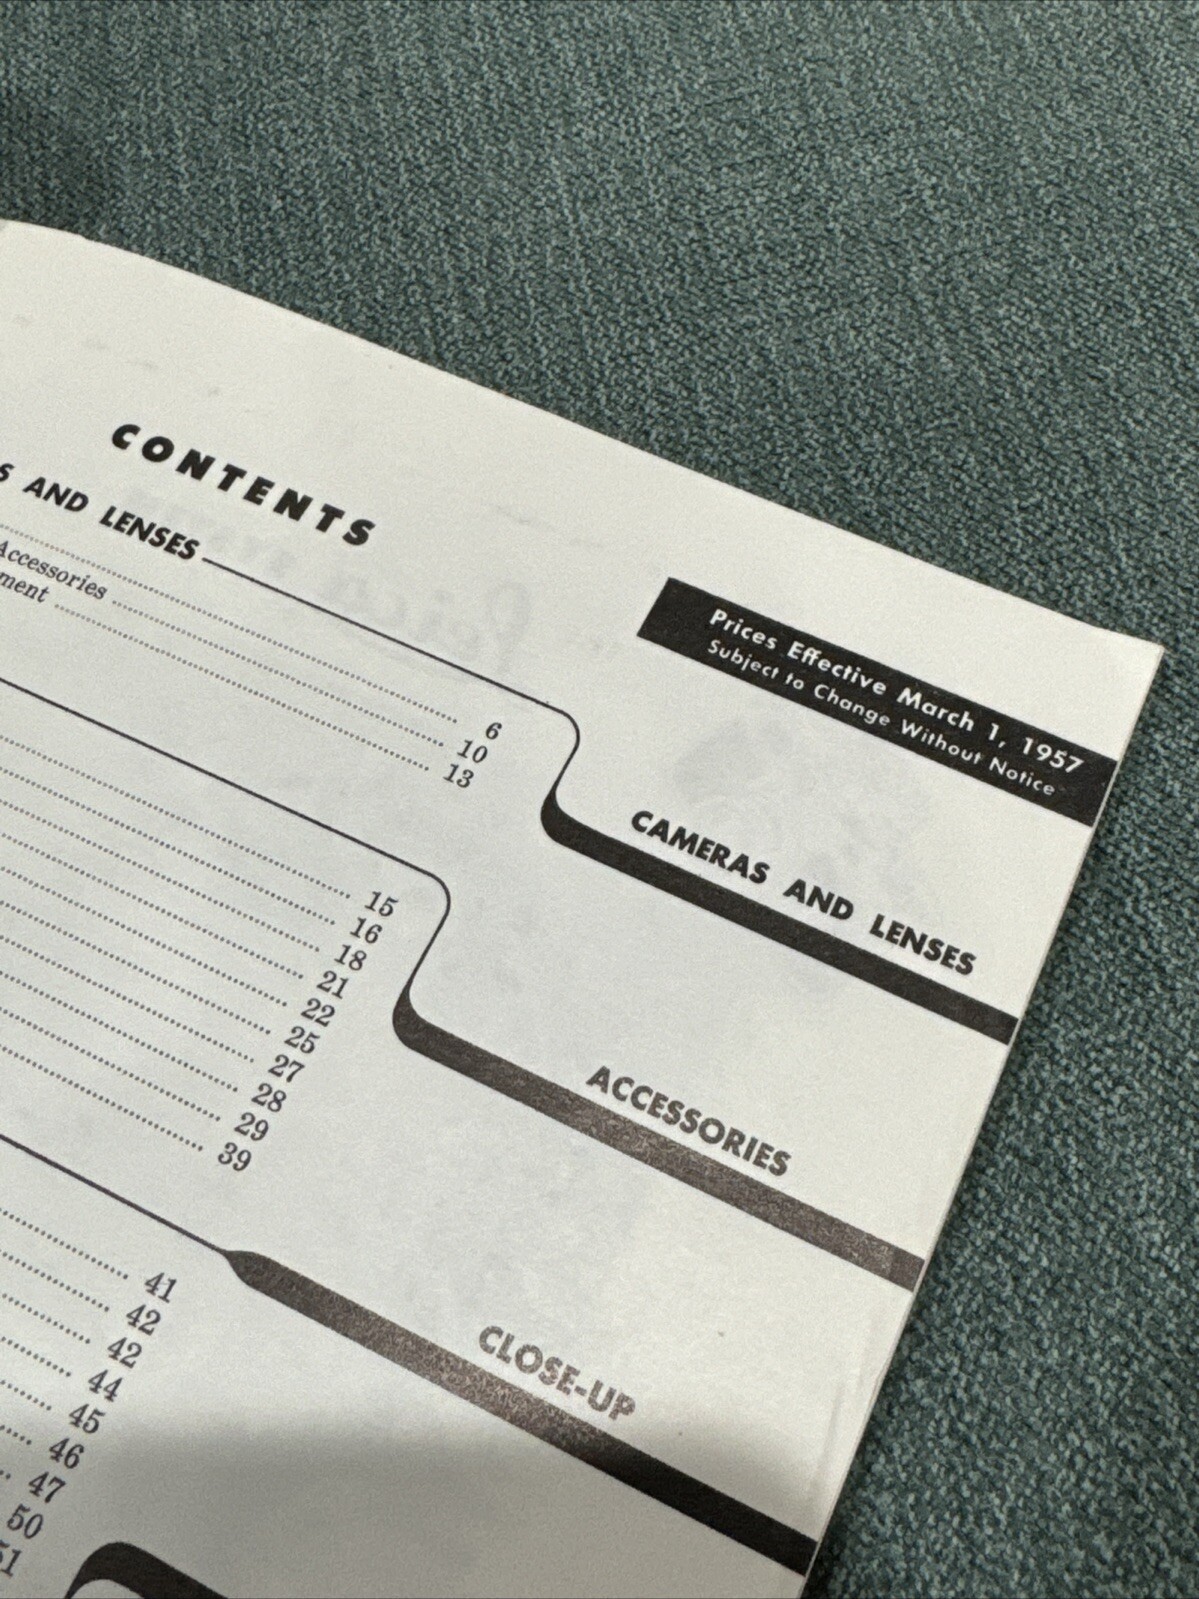 CONTENTS
S AND LENSES
6
Accessories 10
ment 13
Prices Effective March 1, 1957
Subject to Change Without Notice
CAMERAS AND LENSES
15
16
18
21
22
25
27
28
29
39
ACCESSORIES
41
42
42
44
45
46
47
50
51
CLOSE-UP